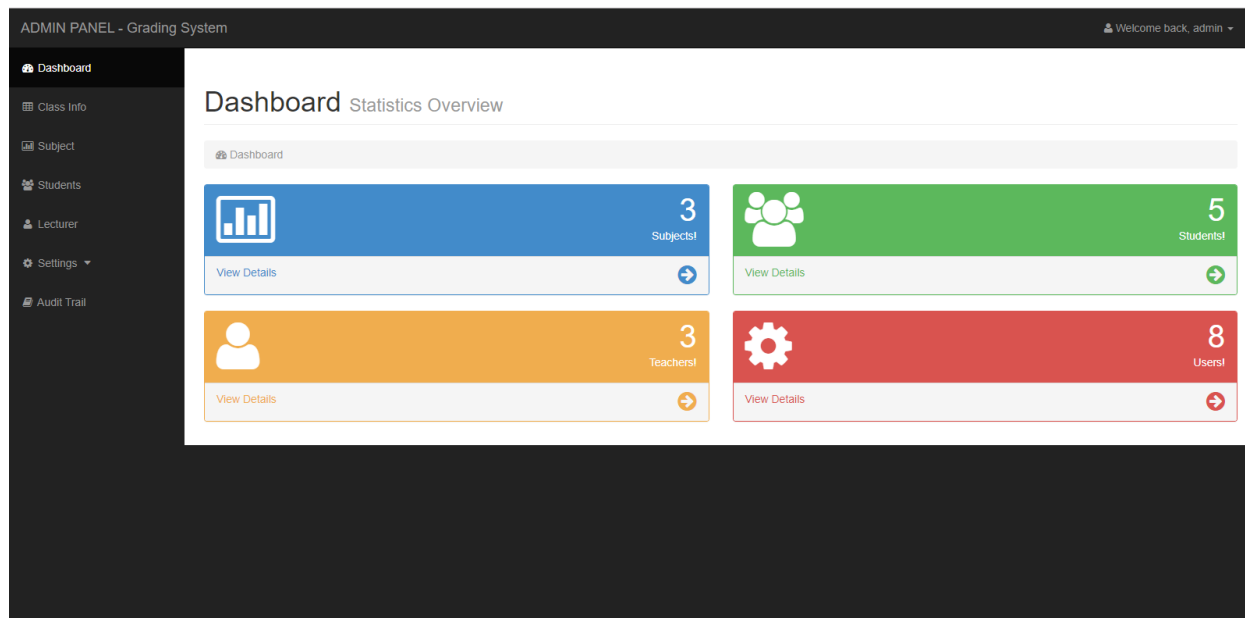 ADMIN PANEL - Grading System
Welcome back, admin
Dashboard
Class Info
Subject
Students
Lecturer
Settings
Audit Trail
Dashboard Statistics Overview
Dashboard
3
Subjects!
View Details
5
Students!
View Details
3
Teachers!
View Details
8
Users!
View Details